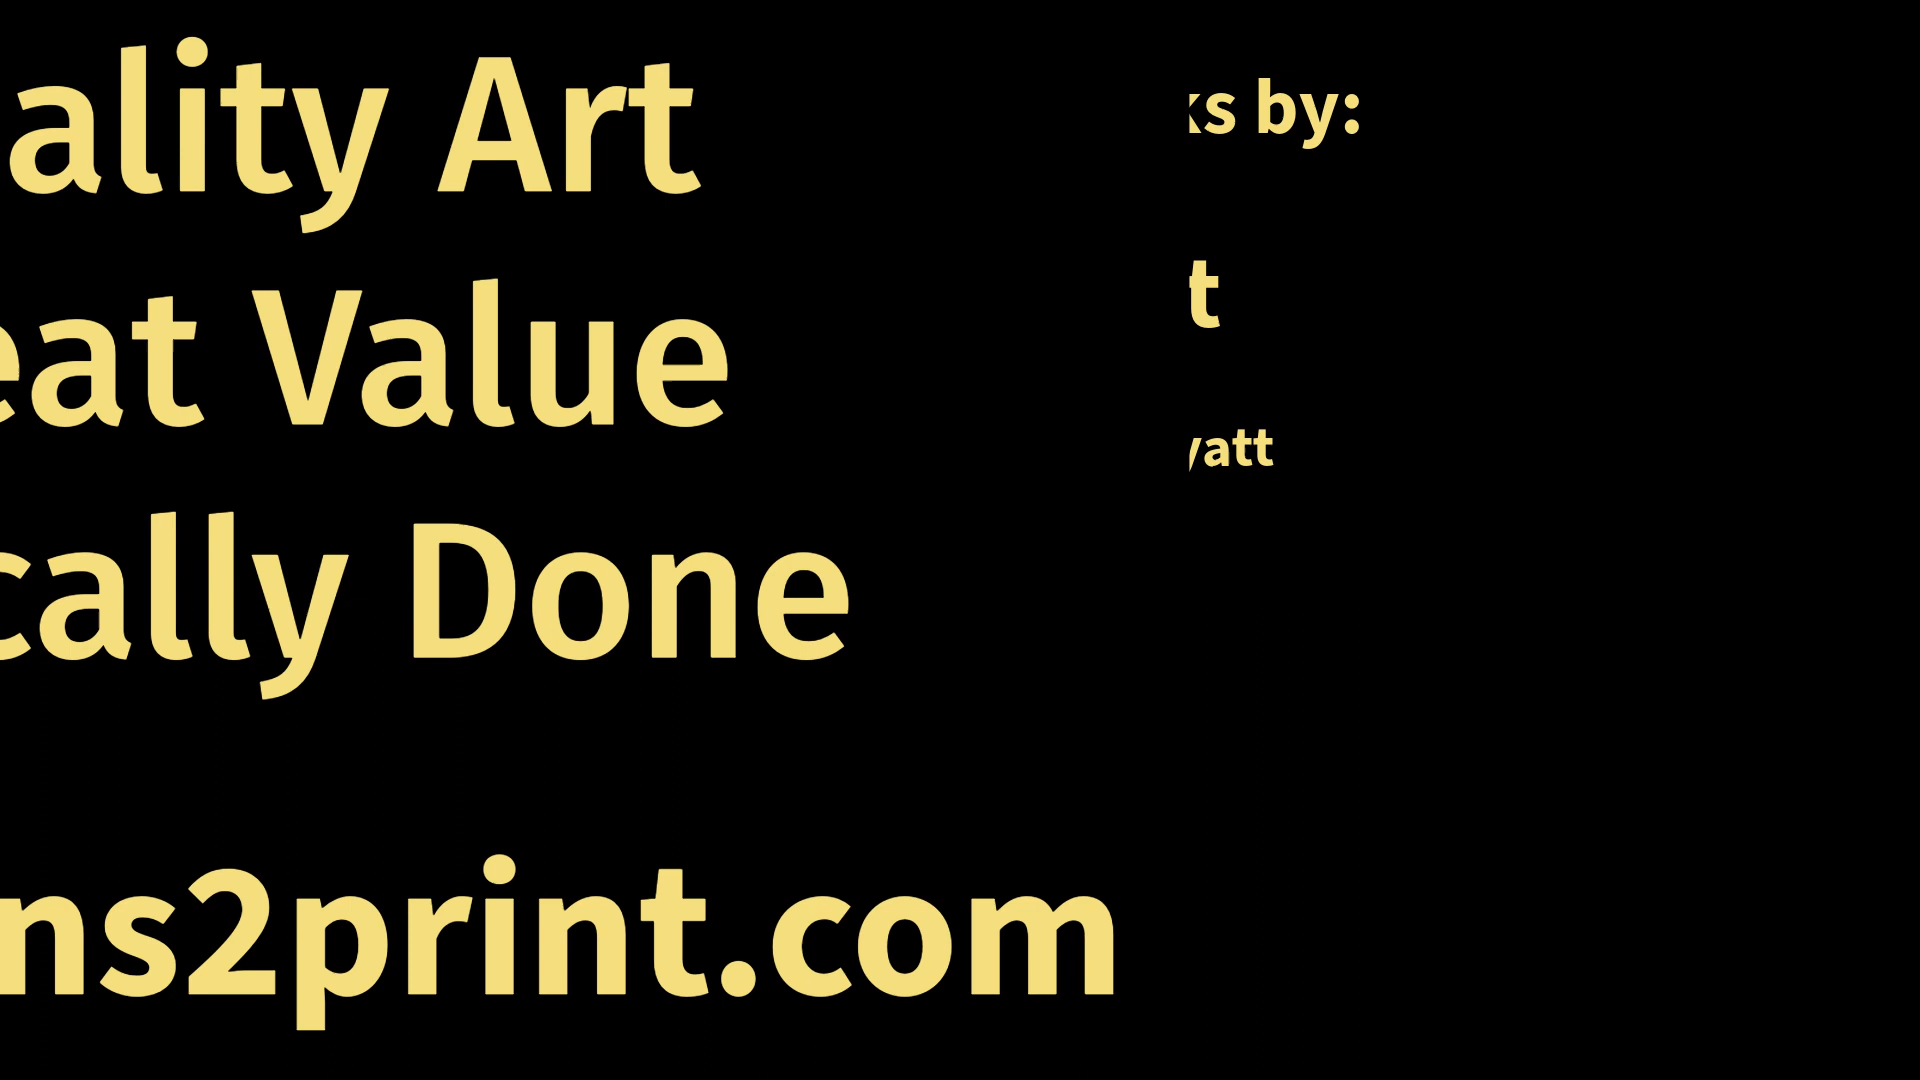 ality Art
eat Value
cally Done
ns2print.com
ks by:
t
yatt